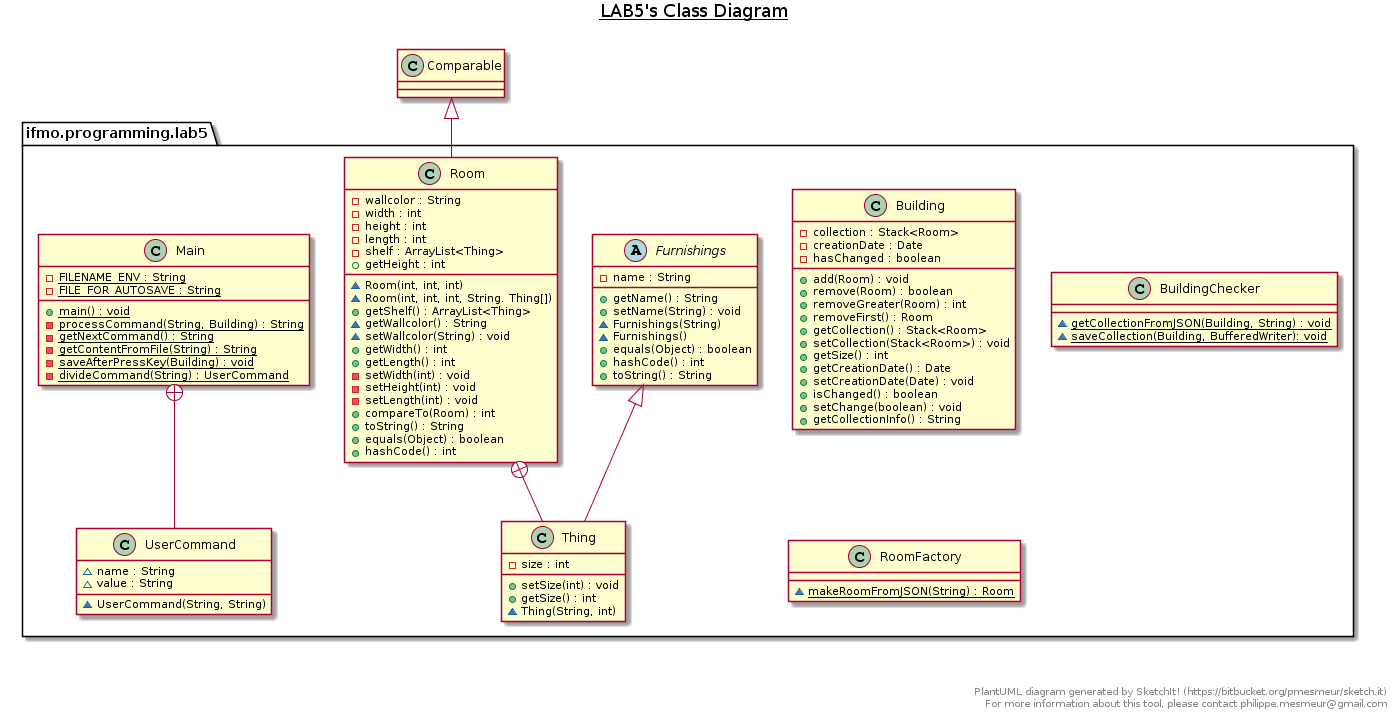 LAB5's Class Diagram
C Comparable
ifmo.programming.lab5
C Room
wallcolor : String
width : int
height : int
length : int
shelf : ArrayList<Thing>
getHeight : int
Room(int, int, int)
Room(int, int, int, String. Thing[])
getShelf() : ArrayList<Thing>
getWallcolor() : String
setWallcolor(String) : void
getWidth() : int
getLength() : int
setWidth(int) : void
setHeight(int) : void
setLength(int) : void
compareTo(Room) : int
toString() : String
equals(Object) : boolean
hashCode() : int
C Main
FILENAME_ENV : String
FILE_FOR_AUTOSAVE : String
main() : void
processCommand(String, Building) : String
getNextCommand() : String
getContentFromFile(String) : String
saveAfterPressKey(Building) : void
divideCommand(String) : UserCommand
A Furnishings
name : String
getName() : String
setName(String) : void
Furnishings(String)
Furnishings()
equals(Object) : boolean
hashCode() : int
toString() : String
C Building
collection : Stack<Room>
creationDate : Date
hasChanged : boolean
add(Room) : void
remove(Room) : boolean
removeGreater(Room) : int
removeFirst() : Room
getCollection() : Stack<Room>
setCollection(Stack<Room>) : void
getSize() : int
getCreationDate() : Date
setCreationDate(Date) : void
isChanged() : boolean
setChange(boolean) : void
getCollectionInfo() : String
C BuildingChecker
getCollectionFromJSON(Building, String) : void
saveCollection(Building, BufferedWriter): void
C UserCommand
name : String
value : String
UserCommand(String, String)
C Thing
size : int
setSize(int) : void
getSize() : int
Thing(String, int)
C RoomFactory
makeRoomFromJSON(String) : Room
PlantUML diagram generated by SketchIt! (https://bitbucket.org/pmesmeur/sketch.it)
For more information about this tool, please contact philippe.mesmeur@gmail.com